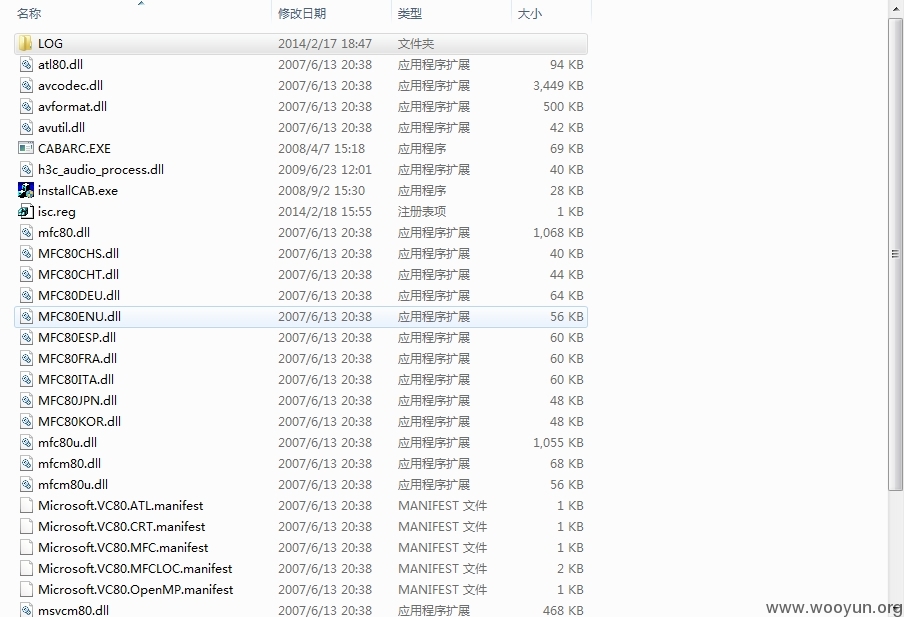 名称 修改日期 类型 大小
LOG 2014/2/17 18:47 文件夹
atl80.dll 2007/6/13 20:38 应用程序扩展 94 KB
avcodec.dll 2007/6/13 20:38 应用程序扩展 3,449 KB
avformat.dll 2007/6/13 20:38 应用程序扩展 500 KB
avutil.dll 2007/6/13 20:38 应用程序扩展 42 KB
CABARC.EXE 2008/4/7 15:18 应用程序 69 KB
h3c_audio_process.dll 2009/6/23 12:01 应用程序扩展 40 KB
installCAB.exe 2008/9/2 15:30 应用程序 28 KB
isc.reg 2014/2/18 15:55 注册表项 1 KB
mfc80.dll 2007/6/13 20:38 应用程序扩展 1,068 KB
MFC80CHS.dll 2007/6/13 20:38 应用程序扩展 40 KB
MFC80CHT.dll 2007/6/13 20:38 应用程序扩展 44 KB
MFC80DEU.dll 2007/6/13 20:38 应用程序扩展 64 KB
MFC80ENU.dll 2007/6/13 20:38 应用程序扩展 56 KB
MFC80ESP.dll 2007/6/13 20:38 应用程序扩展 60 KB
MFC80FRA.dll 2007/6/13 20:38 应用程序扩展 60 KB
MFC80ITA.dll 2007/6/13 20:38 应用程序扩展 60 KB
MFC80JPN.dll 2007/6/13 20:38 应用程序扩展 48 KB
MFC80KOR.dll 2007/6/13 20:38 应用程序扩展 48 KB
mfc80u.dll 2007/6/13 20:38 应用程序扩展 1,055 KB
mfcm80.dll 2007/6/13 20:38 应用程序扩展 68 KB
mfcm80u.dll 2007/6/13 20:38 应用程序扩展 56 KB
Microsoft.VC80.ATL.manifest 2007/6/13 20:38 MANIFEST 文件 1 KB
Microsoft.VC80.CRT.manifest 2007/6/13 20:38 MANIFEST 文件 1 KB
Microsoft.VC80.MFC.manifest 2007/6/13 20:38 MANIFEST 文件 1 KB
Microsoft.VC80.MFCLOC.manifest 2007/6/13 20:38 MANIFEST 文件 2 KB
Microsoft.VC80.OpenMP.manifest 2007/6/13 20:38 MANIFEST 文件 1 KB
msvcm80.dll 2007/6/13 20:38 应用程序扩展 468 KB
www.wooyun.org